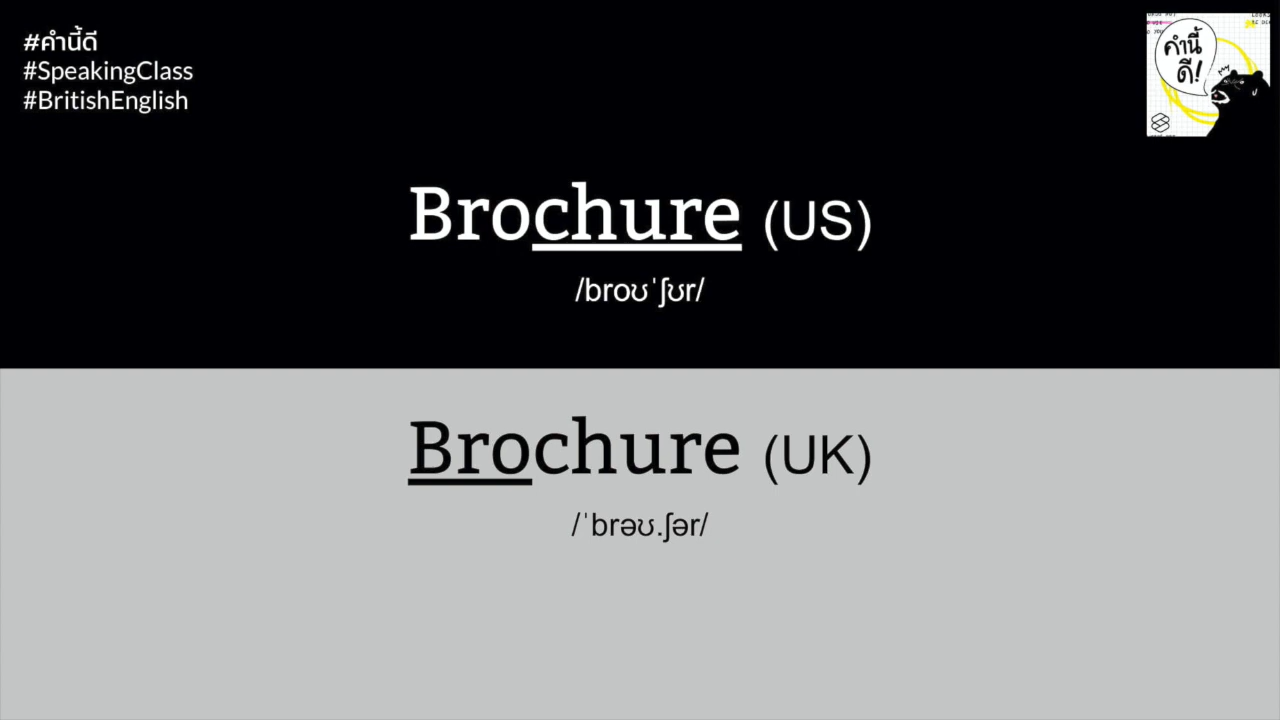 #คำนี้ดี
#SpeakingClass
#BritishEnglish
คำนี้
ดี!
Brochure (US)
/broʊˈʃʊr/
Brochure (UK)
/ˈbrəʊ.ʃər/